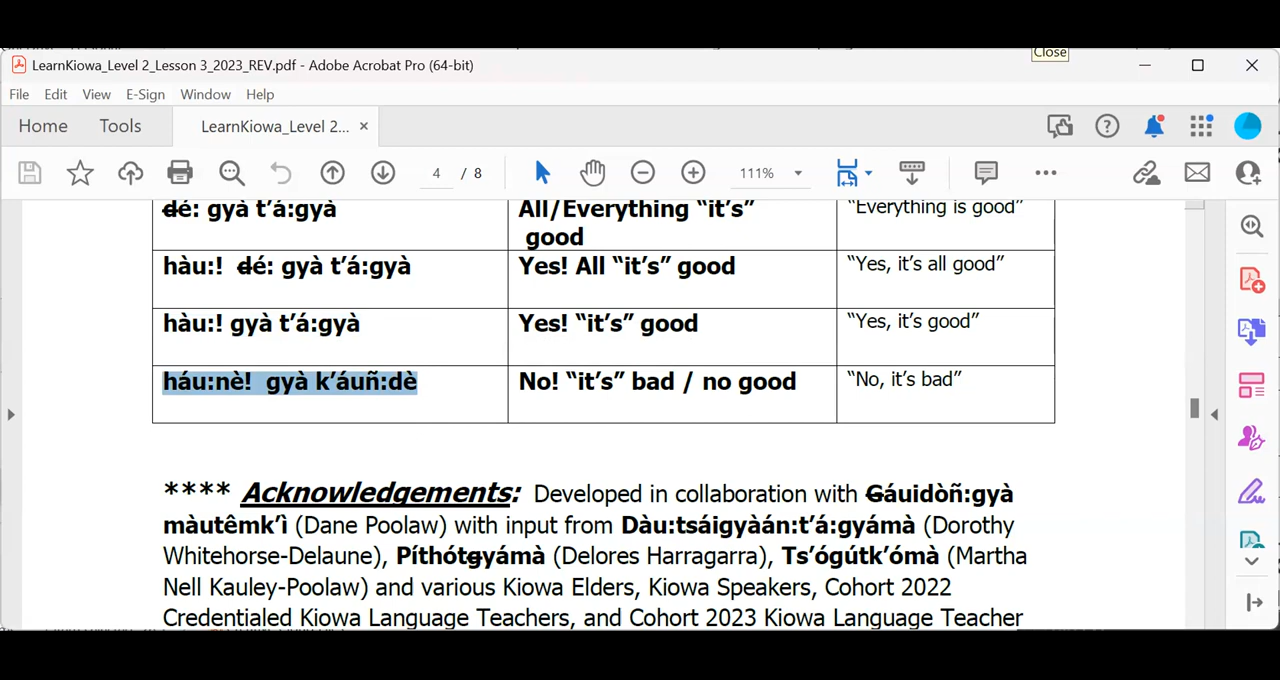 Close
LearnKiowa_Level 2_Lesson 3_2023_REV.pdf - Adobe Acrobat Pro (64-bit)
File Edit View E-Sign Window Help
Home Tools LearnKiowa_Level 2... ×
4 / 8 111%
đé: gyà t’á:gyà All/Everything “it’s” “Everything is good”
good
hàu:! đé: gyà t’á:gyà Yes! All “it’s” good “Yes, it’s all good”
hàu:! gyà t’á:gyà Yes! “it’s” good “Yes, it’s good”
háu:nè! gyà k’áuñ:dè No! “it’s” bad / no good “No, it’s bad”
**** Acknowledgements: Developed in collaboration with G̶áuidòñ:gyà
màutêmk’ì (Dane Poolaw) with input from Dàu:tsáigyàán:t’á:gyámà (Dorothy
Whitehorse-Delaune), Píthótg̶yámà (Delores Harragarra), Ts’ógútk’ómà (Martha
Nell Kauley-Poolaw) and various Kiowa Elders, Kiowa Speakers, Cohort 2022
Credentialed Kiowa Language Teachers, and Cohort 2023 Kiowa Language Teacher